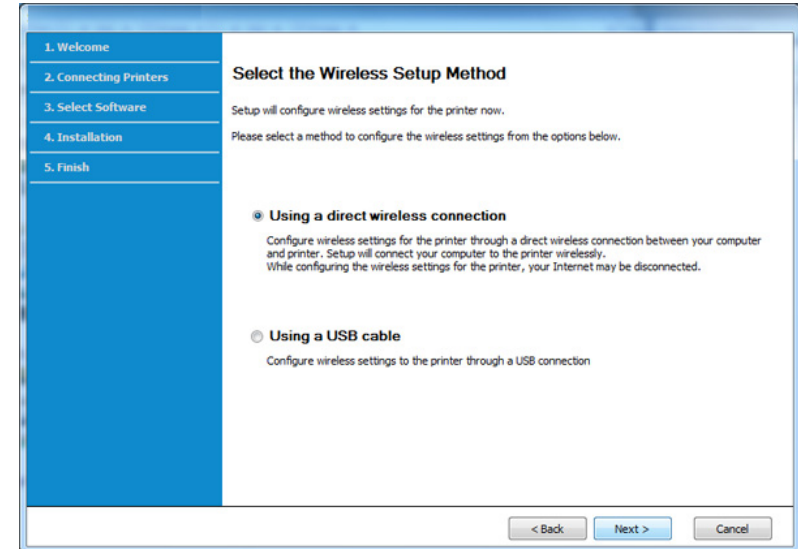 1. Welcome
2. Connecting Printers
3. Select Software
4. Installation
5. Finish
Select the Wireless Setup Method
Setup will configure wireless settings for the printer now.
Please select a method to configure the wireless settings from the options below.
Using a direct wireless connection
Configure wireless settings for the printer through a direct wireless connection between your computer
and printer. Setup will connect your computer to the printer wirelessly.
While configuring the wireless settings for the printer, your Internet may be disconnected.
Using a USB cable
Configure wireless settings to the printer through a USB connection
< Back
Next >
Cancel